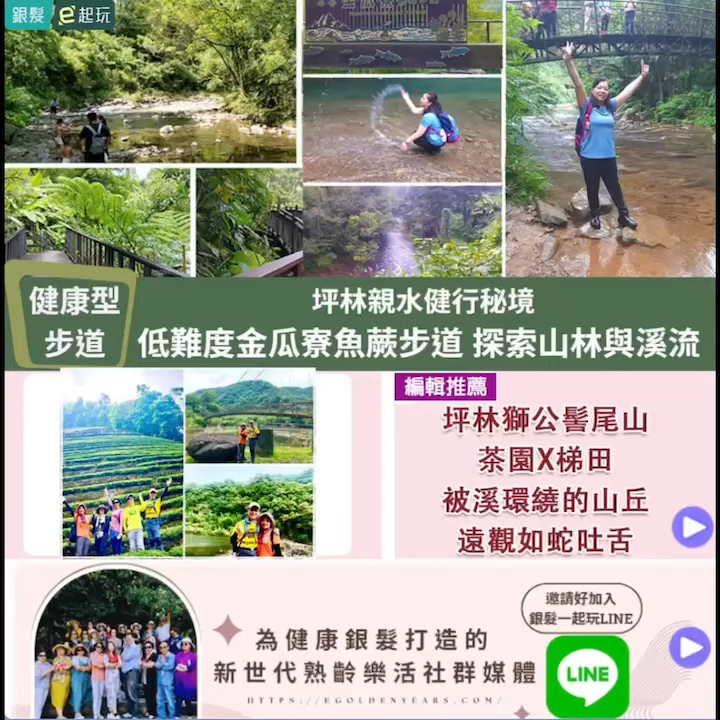 銀髮 e起玩
健康型
步道
坪林親水健行秘境
低難度金瓜寮魚蕨步道 探索山林與溪流
編輯推薦
坪林獅公髻尾山
茶園X梯田
被溪環繞的山丘
遠觀如蛇吐舌
邀請好加入
銀髮一起玩LINE
為健康銀髮打造的
新世代熟齡樂活社群媒體
HTTPS://EGOLDENYEARS.COM/
LINE